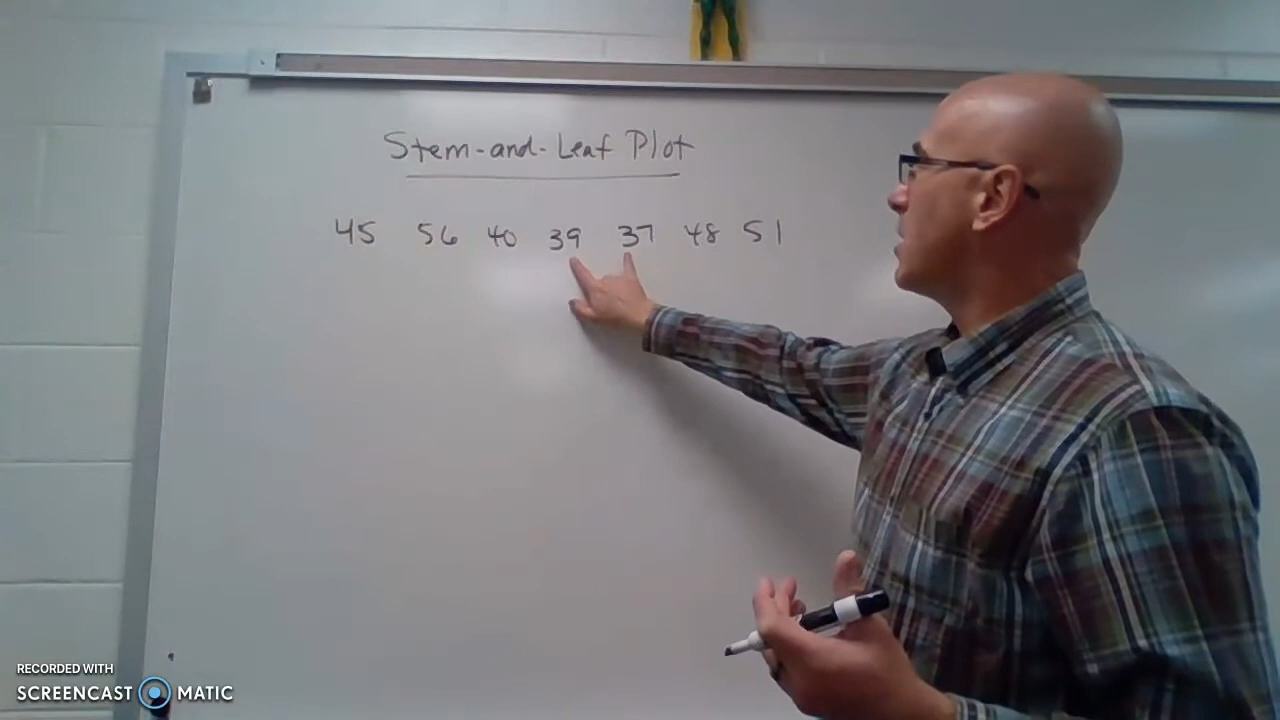 Stem-and-Leaf Plot
45 56 40 39 37 48 51
RECORDED WITH
SCREENCAST MATIC